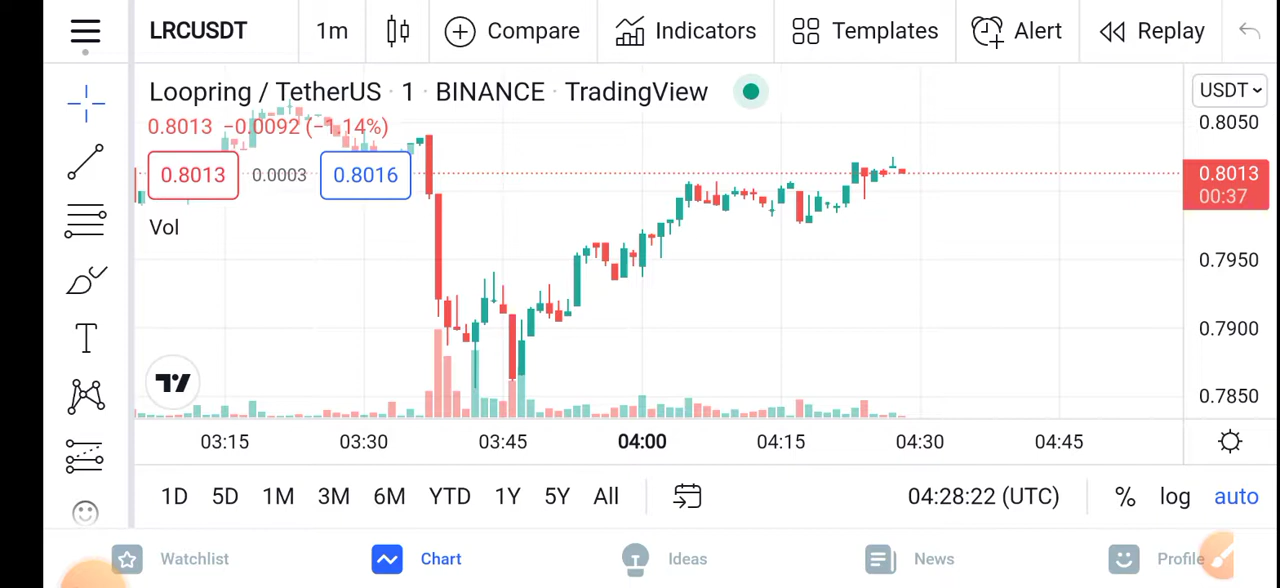 LRCUSDT 1m Compare Indicators Templates Alert Replay
Loopring / TetherUS · 1 · BINANCE · TradingView
USDT
0.8013 −0.0092 (−1.14%)
0.8050
0.8013 0.0003 0.8016
0.8013
00:37
Vol
0.7950
0.7900
0.7850
03:15 03:30 03:45 04:00 04:15 04:30 04:45
1D 5D 1M 3M 6M YTD 1Y 5Y All 04:28:22 (UTC) % log auto
Watchlist Chart Ideas News Profile